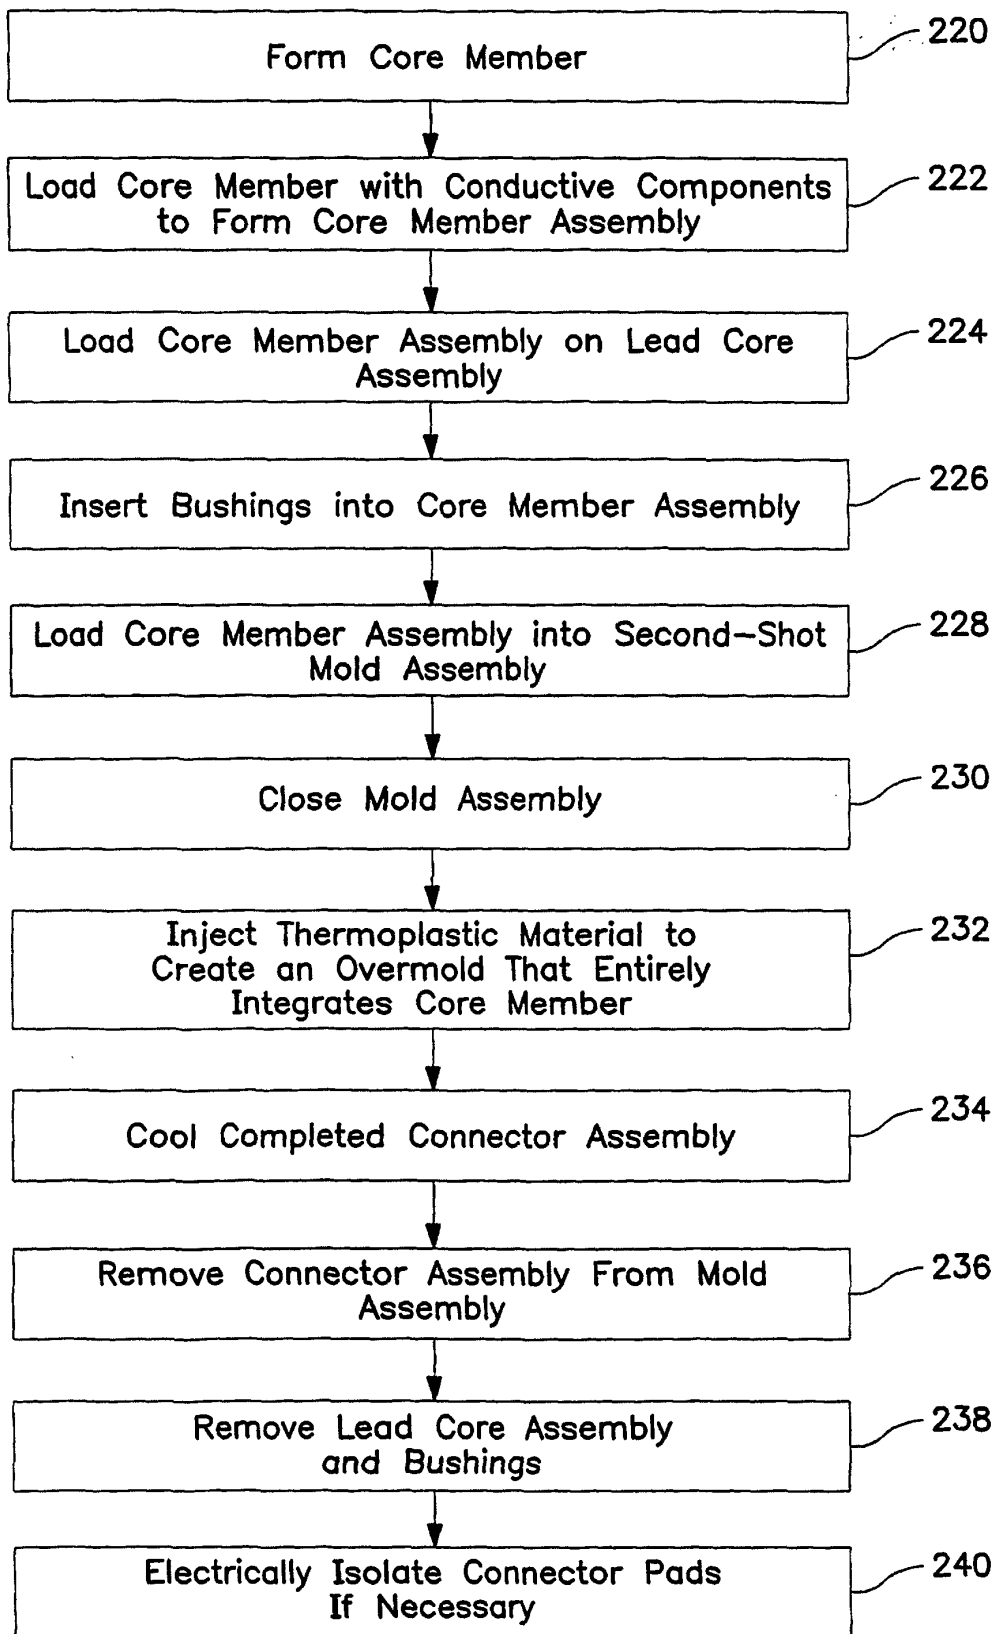 Form Core Member
220
Load Core Member with Conductive Components
to Form Core Member Assembly
222
Load Core Member Assembly on Lead Core
Assembly
224
Insert Bushings into Core Member Assembly
226
Load Core Member Assembly into Second-Shot
Mold Assembly
228
Close Mold Assembly
230
Inject Thermoplastic Material to
Create an Overmold That Entirely
Integrates Core Member
232
Cool Completed Connector Assembly
234
Remove Connector Assembly From Mold
Assembly
236
Remove Lead Core Assembly
and Bushings
238
Electrically Isolate Connector Pads
If Necessary
240